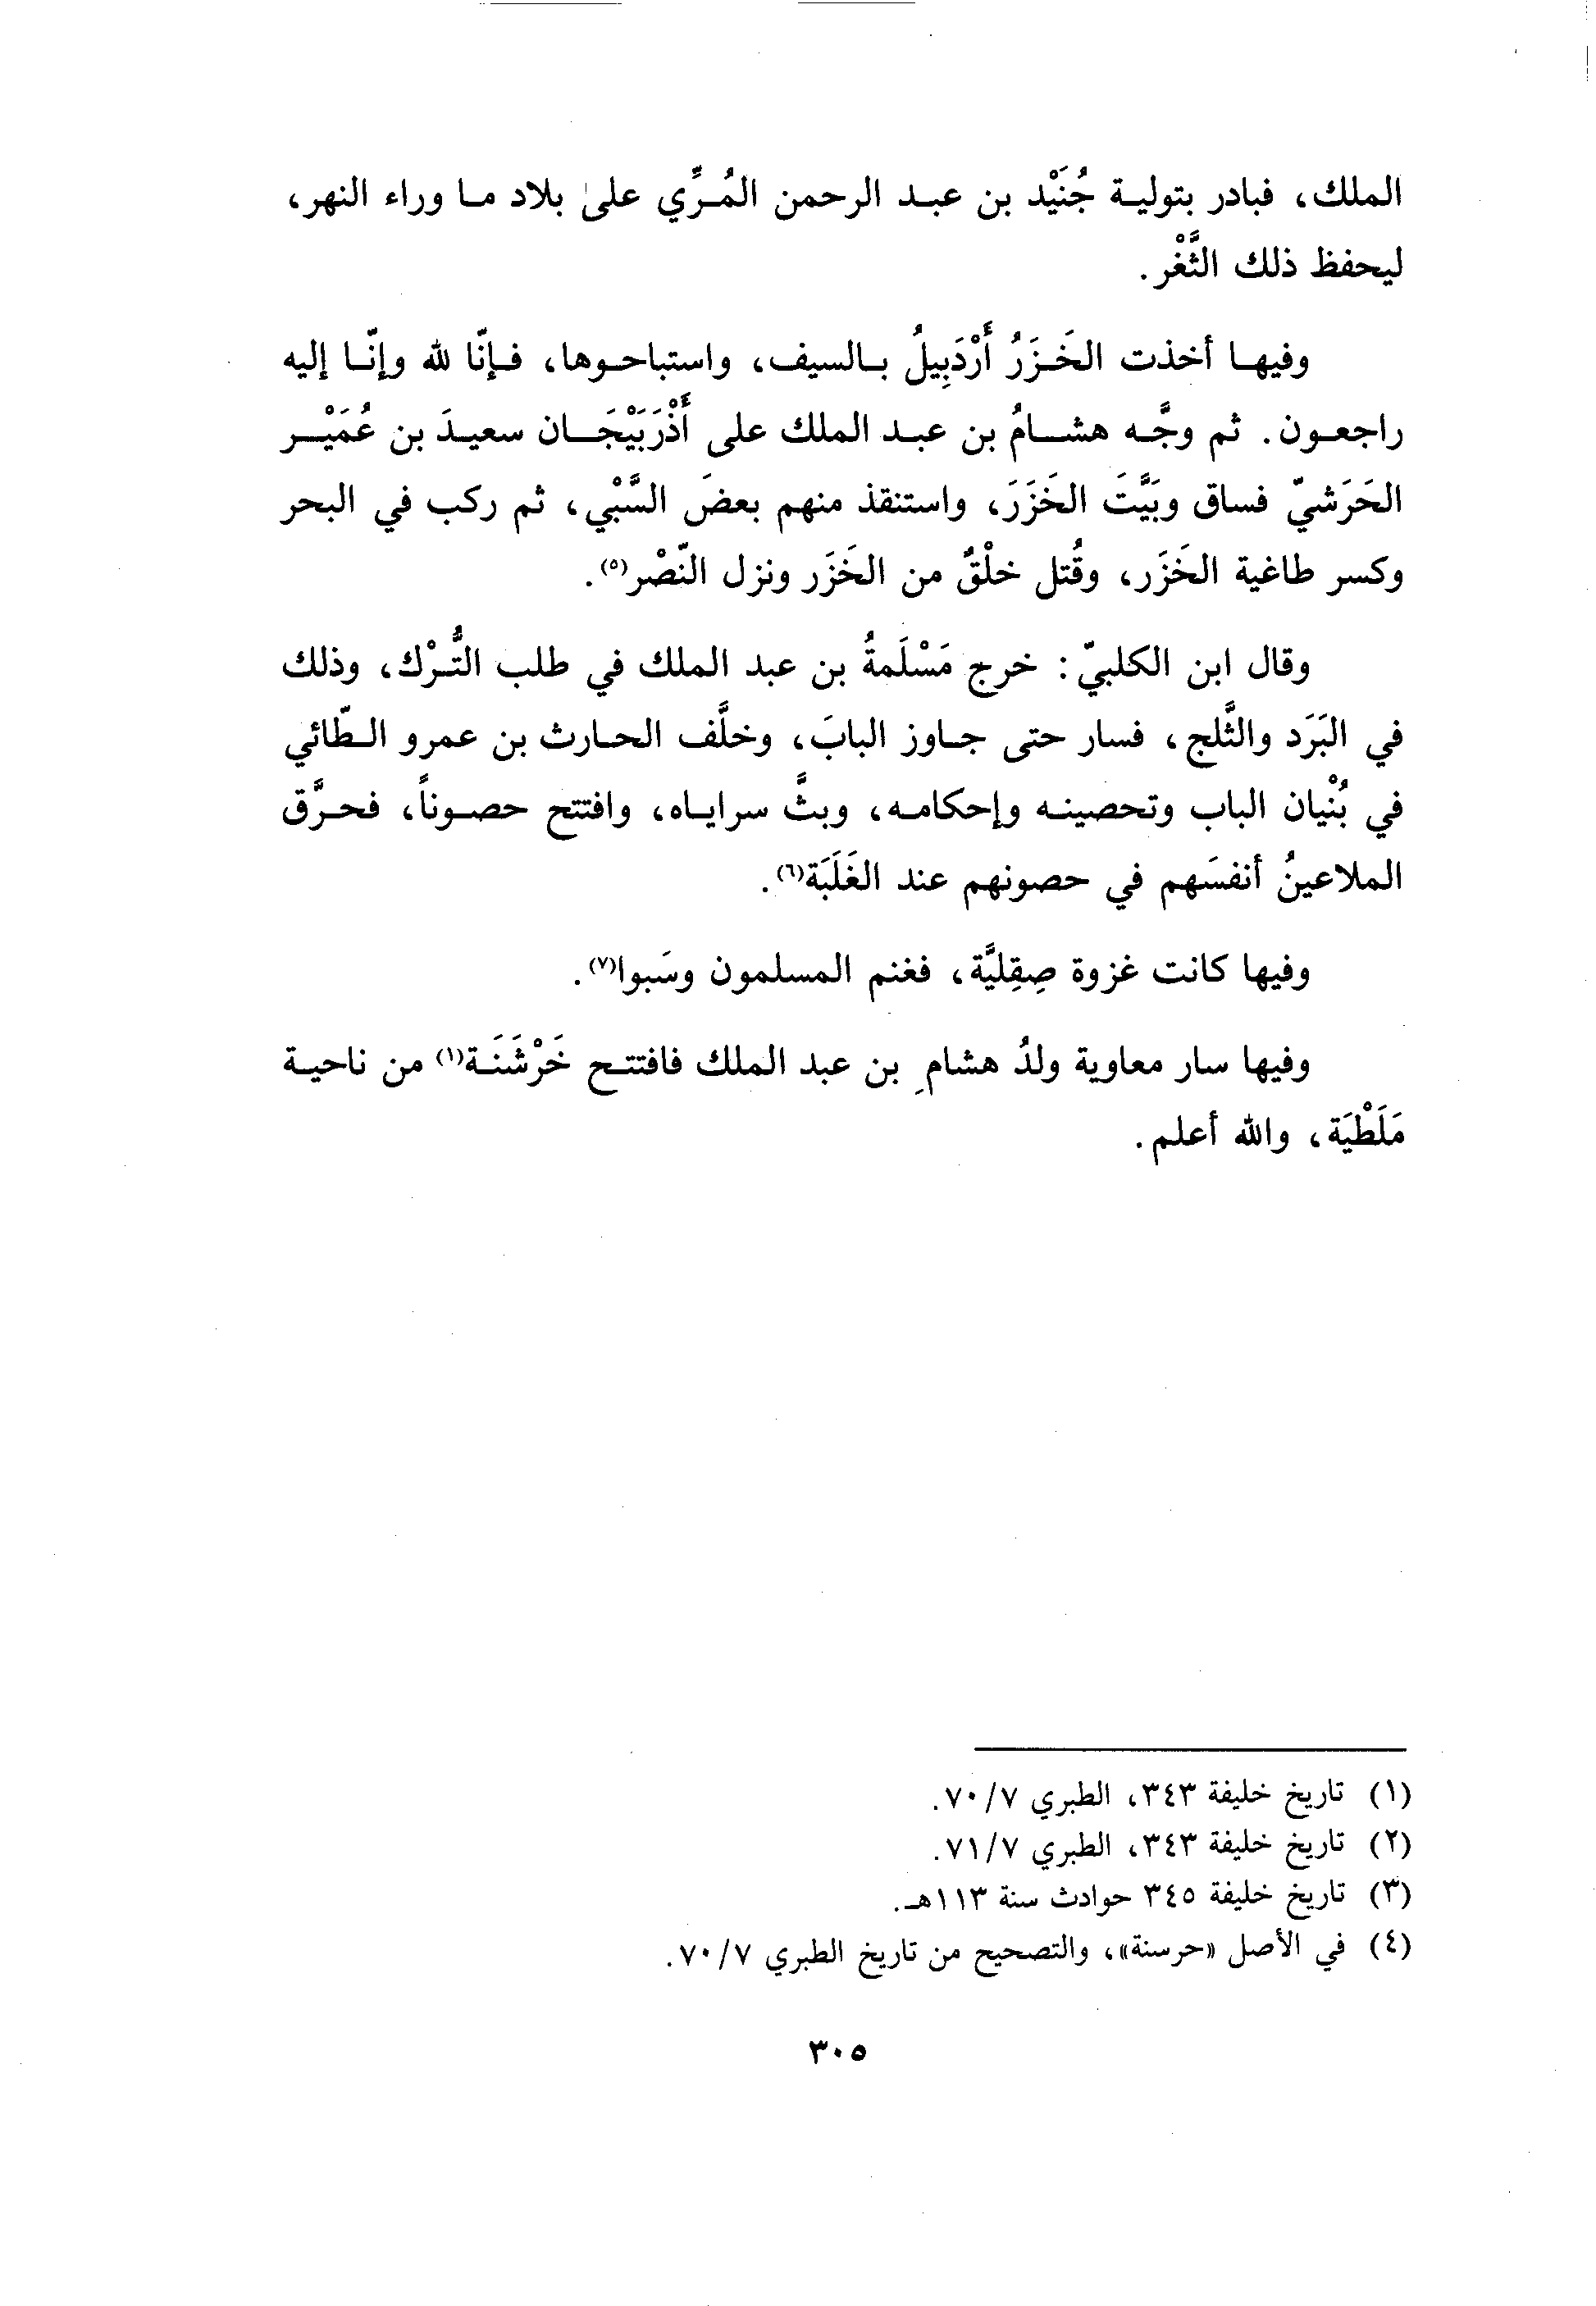 الملك، فبادر بتولية جُنَيْد بن عبد الرحمن المُرِّي على بلاد ما وراء النهر،
ليحفظ ذلك الثَّغْر.
وفيها أخذت الخَزَرُ أَرْدَبِيلُ بالسيف، واستباحوها، فإنّا لله وإنّا إليه
راجعون. ثم وجَّه هشامُ بن عبد الملك على أَذْرَبَيْجَان سعيدَ بن عُمَيْر
الحَرَشيّ فساق وبَيَّتَ الخَزَرَ، واستنقذ منهم بعضَ السَّبْي، ثم ركب في البحر
وكسر طاغية الخَزَر، وقُتل خلْقٌ من الخَزَر ونزل النّصْر(٥).
وقال ابن الكلبيّ: خرج مَسْلَمةُ بن عبد الملك في طلب التُّرْك، وذلك
في البَرَد والثَّلج، فسار حتى جاوز البابَ، وخلَّف الحارث بن عمرو الطّائي
في بُنْيان الباب وتحصينه وإحكامه، وبثَّ سراياه، وافتتح حصوناً، فحرَّق
الملاعينُ أنفسَهم في حصونهم عند الغَلَبَة(٦).
وفيها كانت غزوة صِقِليَّة، فغنم المسلمون وسَبوا(٧).
وفيها سار معاوية ولدُ هشامِ بن عبد الملك فافتتح خَرْشَنَة(١) من ناحية
مَلَطْيَة، والله أعلم.
(١) تاريخ خليفة ٣٤٣، الطبري ٧٠/٧.
(٢) تاريخ خليفة ٣٤٣، الطبري ٧١/٧.
(٣) تاريخ خليفة ٣٤٥ حوادث سنة ١١٣هـ.
(٤) في الأصل «حرسنة»، والتصحيح من تاريخ الطبري ٧٠/٧.
٣٠٥